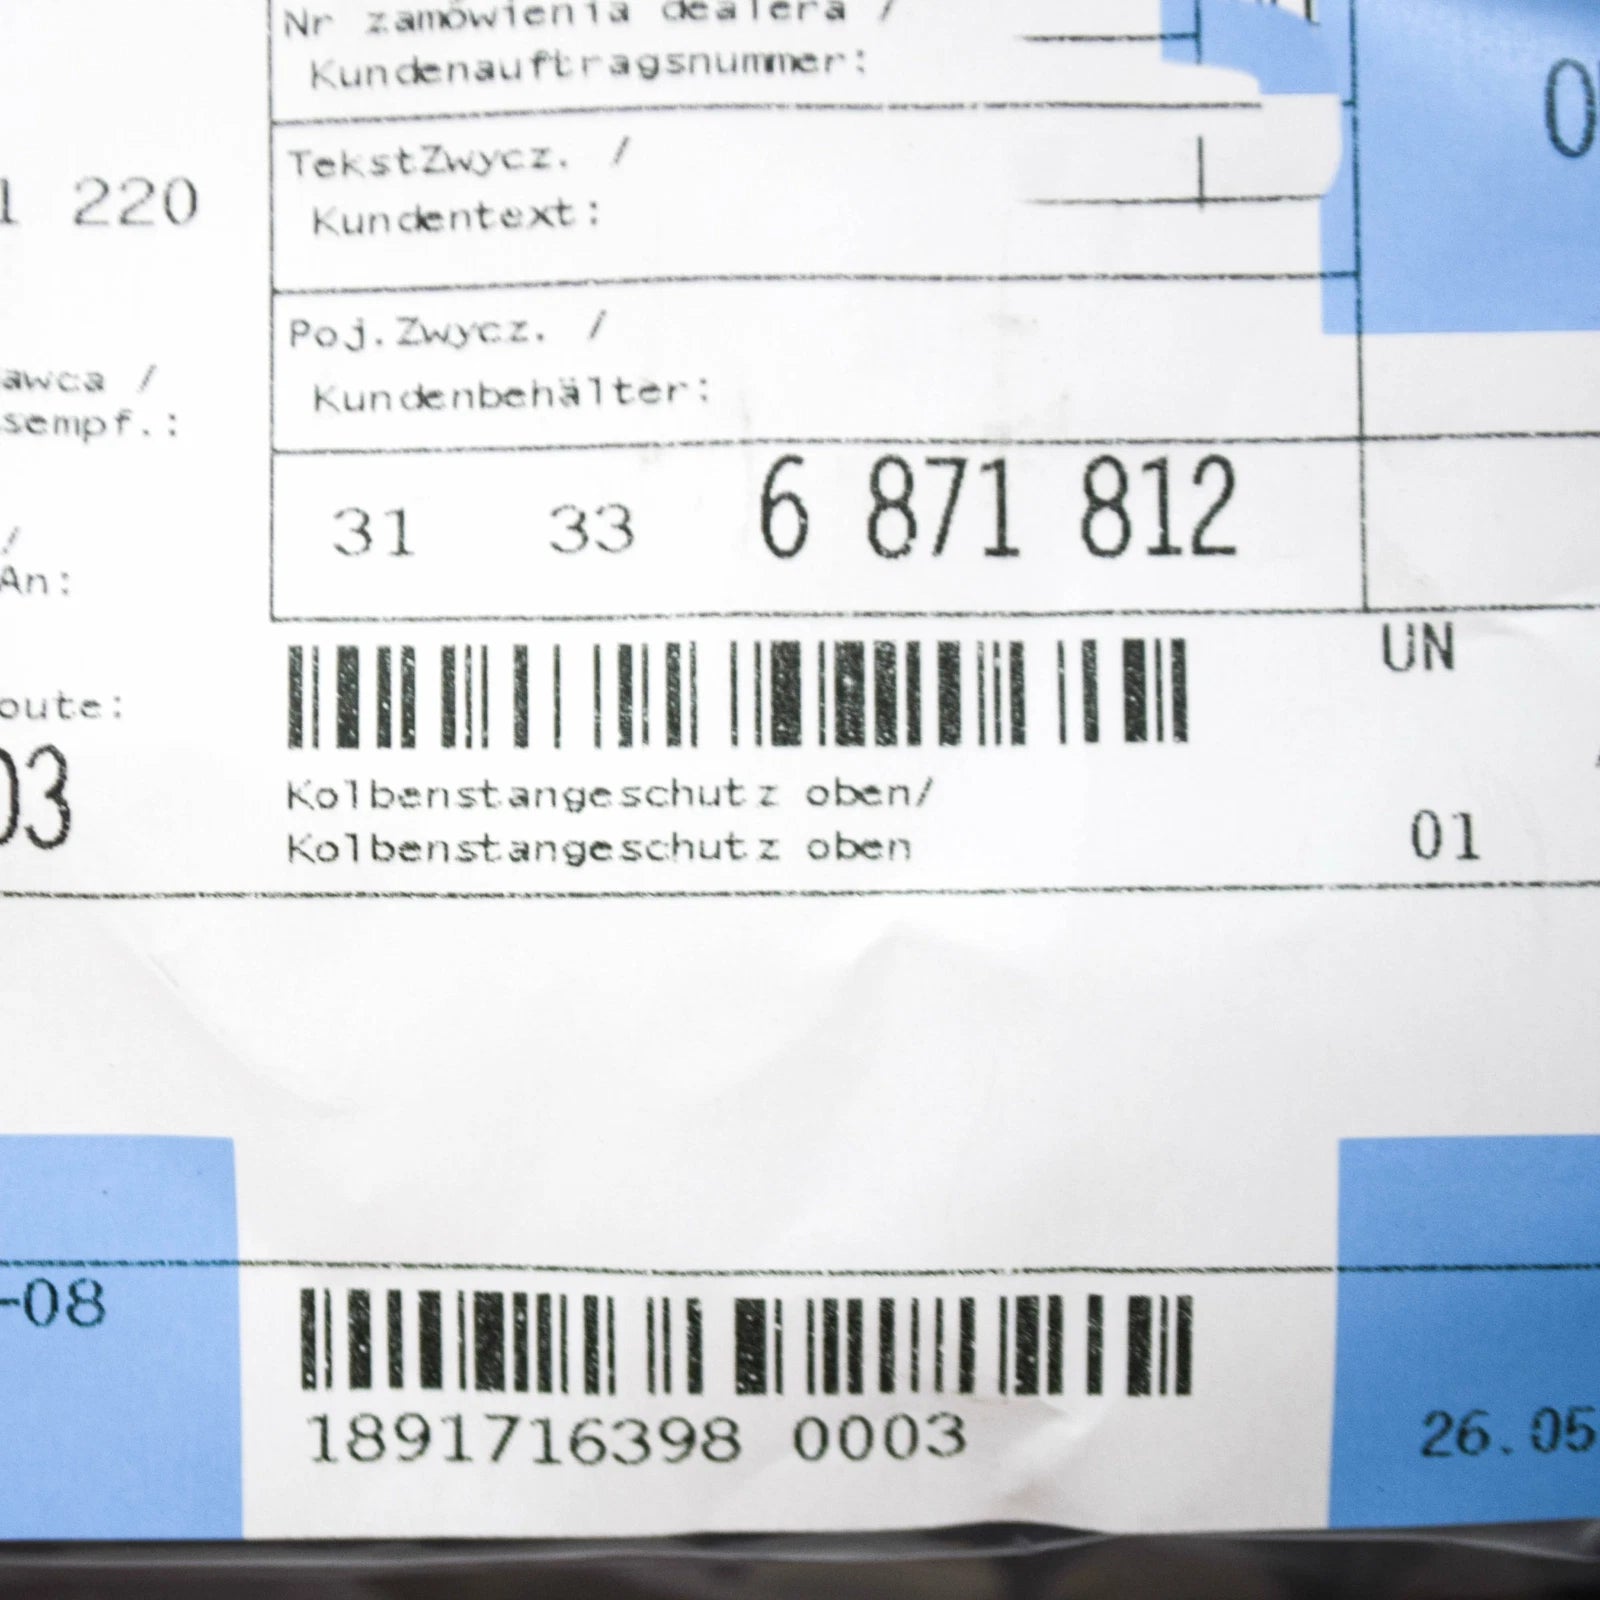 Nr zamówienia dealera /
Kundenauftragsnummer:
1 220
TekstZwycz. /
Kundentext:
Poj.Zwycz. /
Kundenbehälter:
awca /
sempf.:
31 33 6 871 812
/
An:
UN
oute:
03
Kolbenstangeschutz oben/
Kolbenstangeschutz oben
01
-08
1891716398 0003
26.05